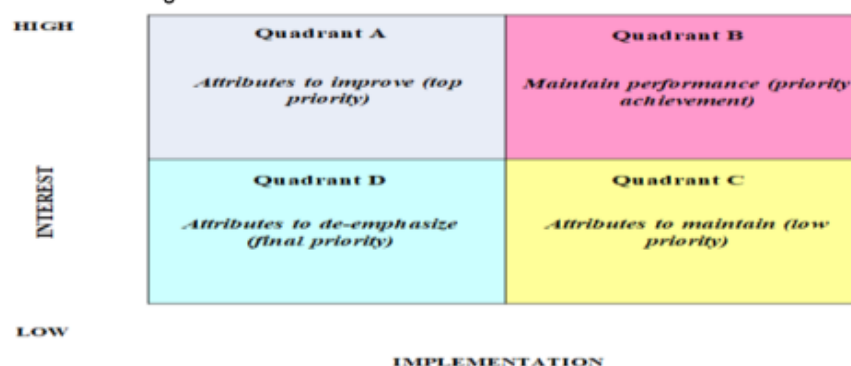 HIGH
Quadrant A
Quadrant B
Attributes to improve (top
priority)
Maintain performance (priority
achievement)
INTEREST
Quadrant D
Quadrant C
Attributes to de-emphasize
(final priority)
Attributes to maintain (low
priority)
LOW
IMPLEMENTATION